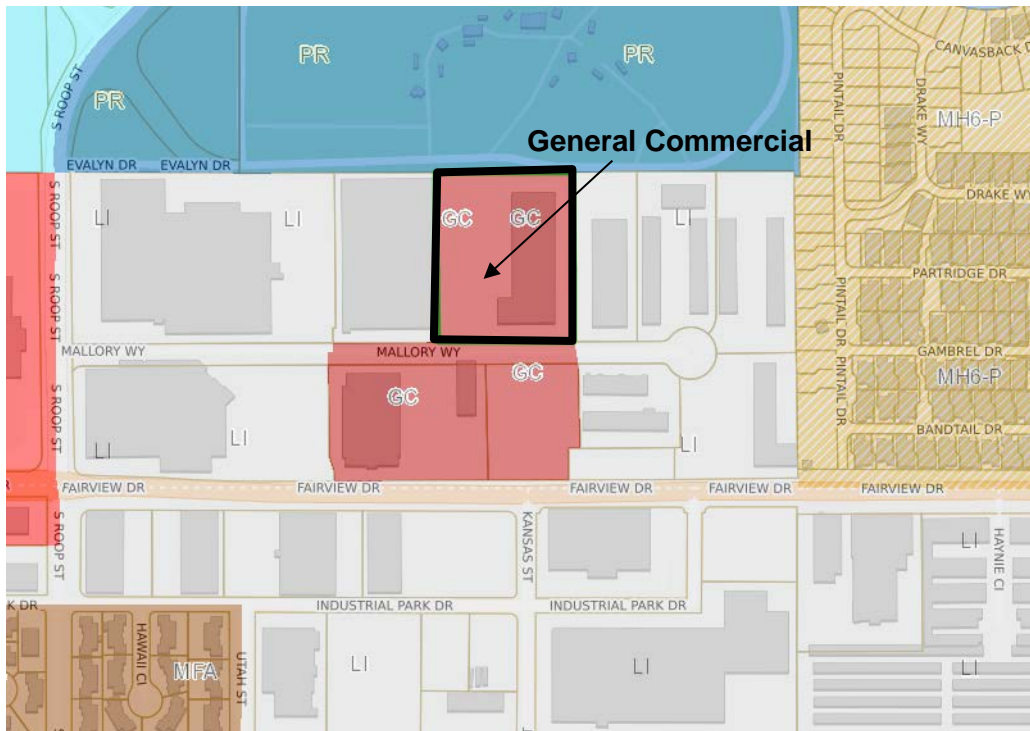 PR
PR
PR
S ROOP ST
CANVASBACK D
PINTAIL DR
DRAKE WY
MH6-P
General Commercial
EVALYN DR
EVALYN DR
DRAKE WY
S ROOP ST
LI
LI
GC
GC
LI
PARTRIDGE DR
S ROOP ST
PINTAIL DR
MALLORY WY
MALLORY WY
GAMBREL DR
GC
GC
MH6-P
S ROOP ST
PINTAIL DR
LI
LI
LI
BANDTAIL DR
R
FAIRVIEW DR
FAIRVIEW DR
FAIRVIEW DR
FAIRVIEW DR
FAIRVIEW DR
S ROOP ST
KANSAS ST
LI
HAYNIE CI
K DR
INDUSTRIAL PARK DR
INDUSTRIAL PARK DR
HAWAII CI
MFA
UTAH ST
LI
LI
LI